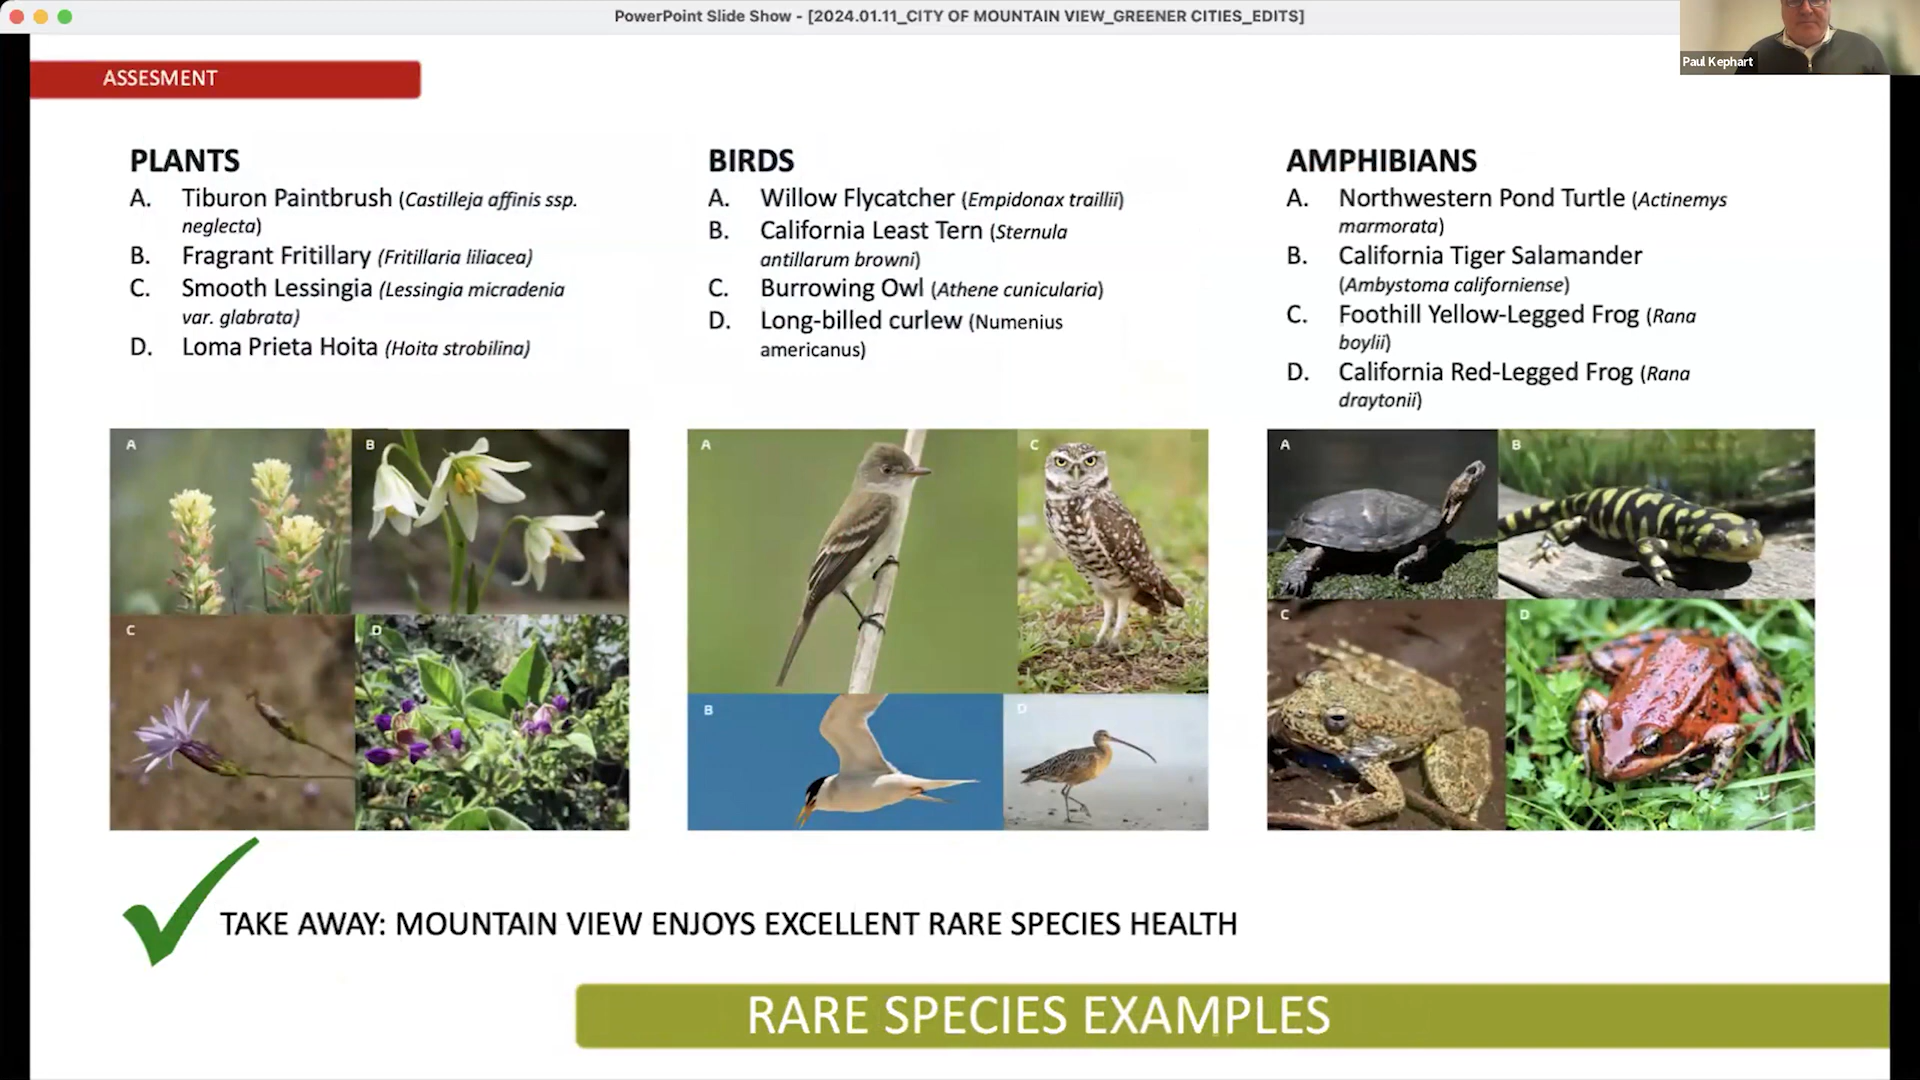 PowerPoint Slide Show - [2024.01.11_CITY OF MOUNTAIN VIEW_GREENER CITIES_EDITS]
Paul Kephart
ASSESMENT
PLANTS
A. Tiburon Paintbrush (Castilleja affinis ssp.
neglecta)
B. Fragrant Fritillary (Fritillaria liliacea)
C. Smooth Lessingia (Lessingia micradenia
var. glabrata)
D. Loma Prieta Hoita (Hoita strobilina)
BIRDS
A. Willow Flycatcher (Empidonax traillii)
B. California Least Tern (Sternula
antillarum browni)
C. Burrowing Owl (Athene cunicularia)
D. Long-billed curlew (Numenius
americanus)
AMPHIBIANS
A. Northwestern Pond Turtle (Actinemys
marmorata)
B. California Tiger Salamander
(Ambystoma californiense)
C. Foothill Yellow-Legged Frog (Rana
boylii)
D. California Red-Legged Frog (Rana
draytonii)
A
B
C
D
A
C
B
D
A
B
C
D
TAKE AWAY: MOUNTAIN VIEW ENJOYS EXCELLENT RARE SPECIES HEALTH
RARE SPECIES EXAMPLES